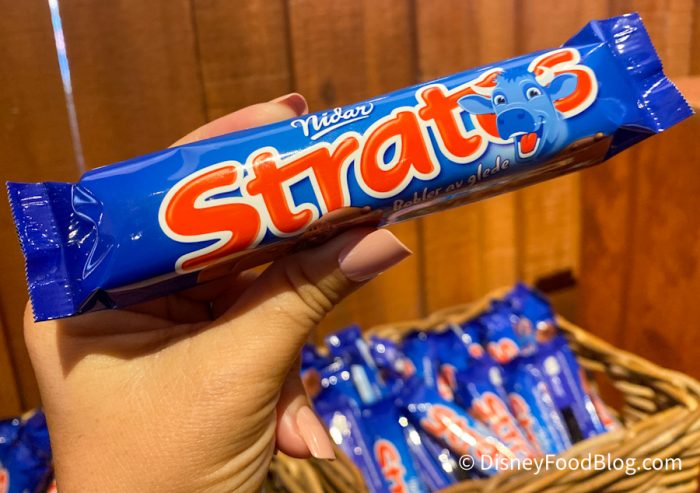 Nidar
Stratos
Bobler av glede
© DisneyFoodBlog.com